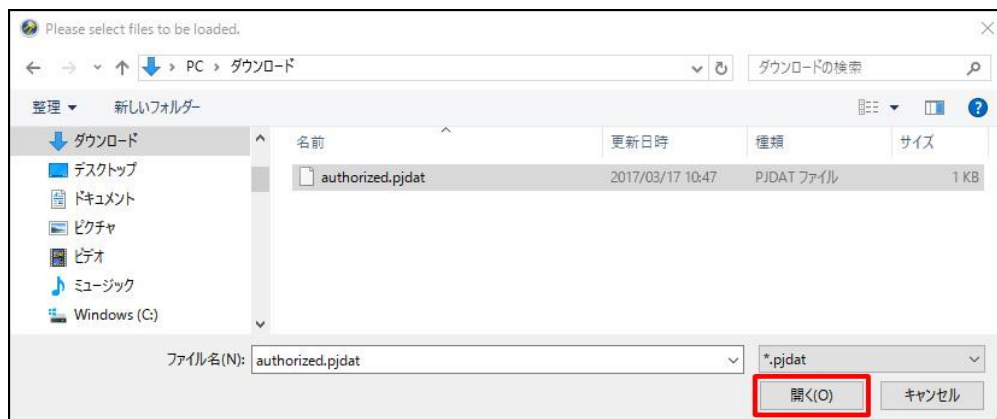 Please select files to be loaded.
PC › ダウンロード
ダウンロードの検索
整理 新しいフォルダー
ダウンロード
デスクトップ
ドキュメント
ピクチャ
ビデオ
ミュージック
Windows (C:)
名前 更新日時 種類 サイズ
authorized.pjdat 2017/03/17 10:47 PJDAT ファイル 1 KB
ファイル名(N): authorized.pjdat *.pjdat
開く(O) キャンセル